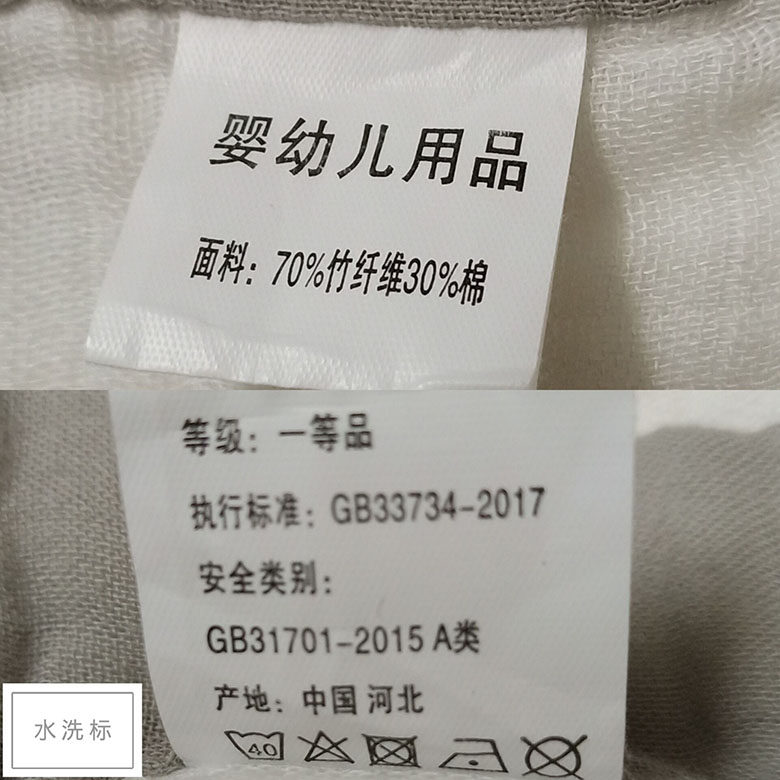 婴幼儿用品
面料：70%竹纤维30%棉
等级：一等品
执行标准：GB33734-2017
安全类别：
GB31701-2015 A类
产地：中国 河北
40
水洗标